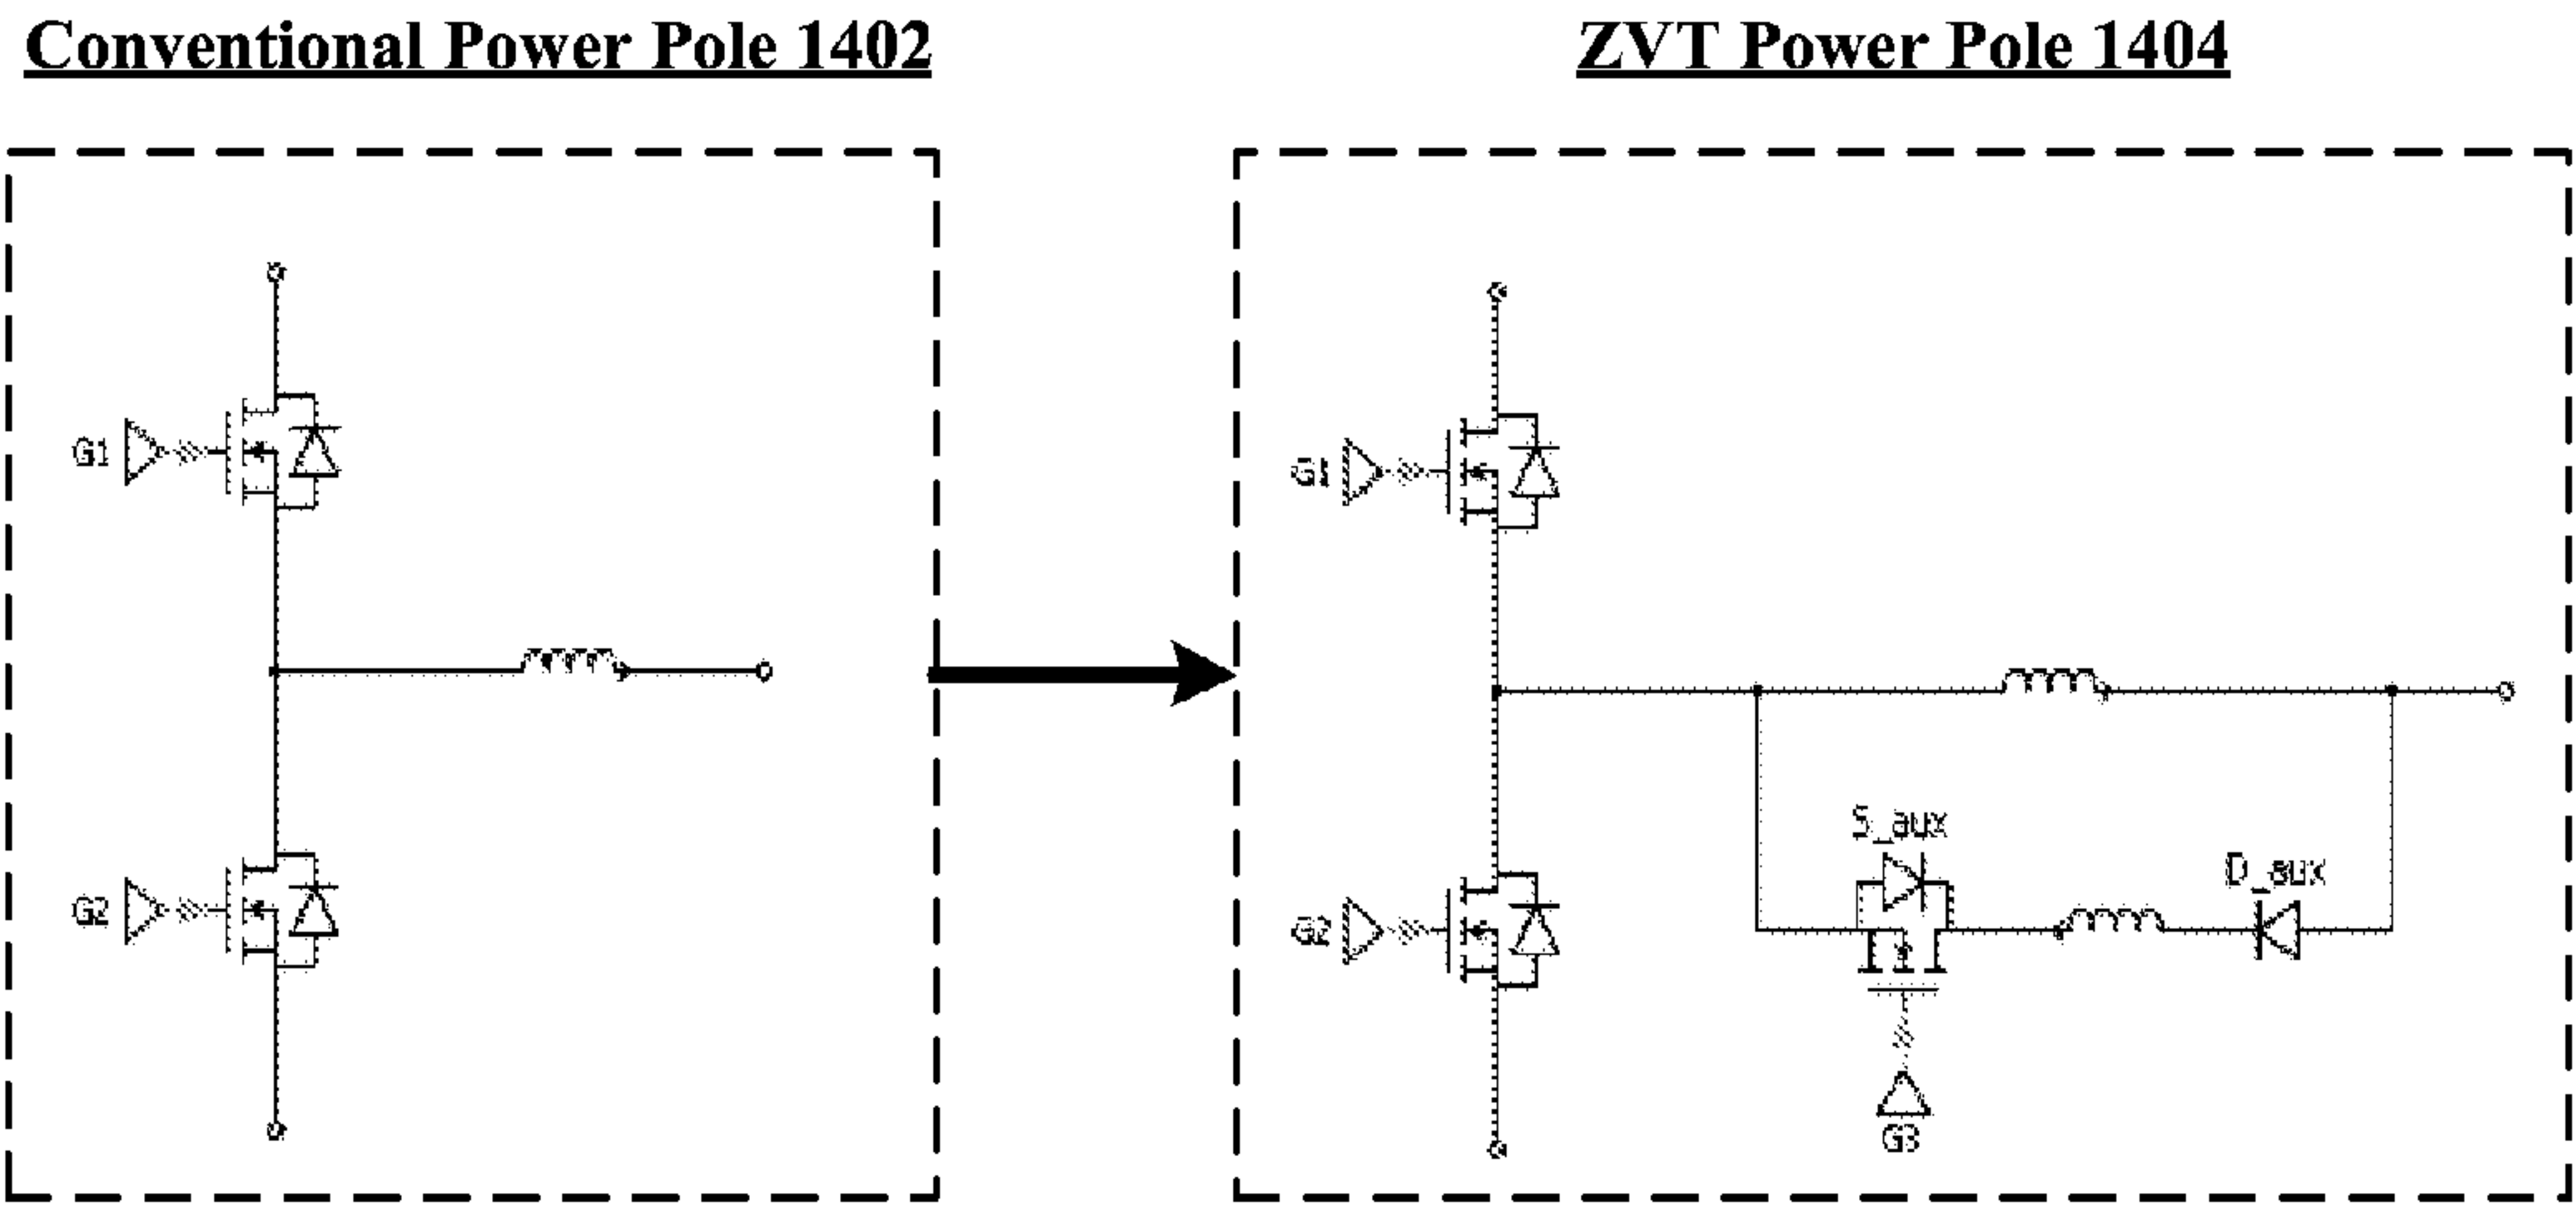 Conventional Power Pole 1402
ZVT Power Pole 1404
G1
G2
G1
G2
S_aux
D_aux
G3